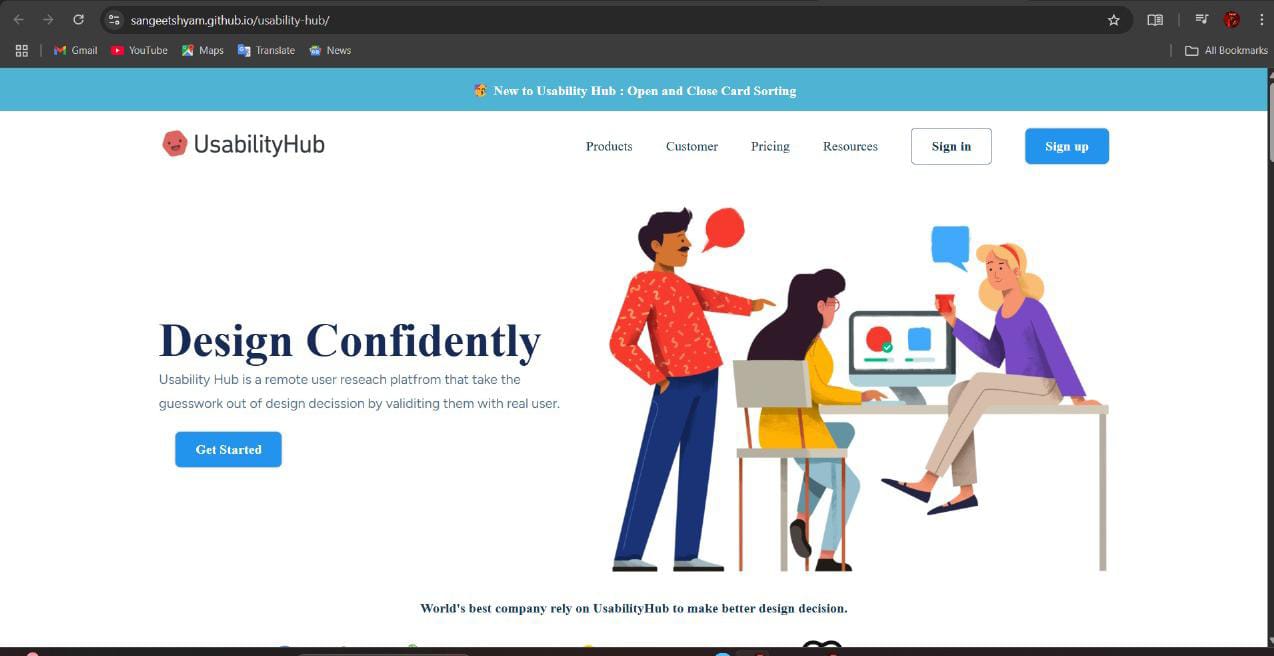 sangeetshyam.github.io/usability-hub/
Gmail YouTube Maps Translate News All Bookmarks
New to Usability Hub : Open and Close Card Sorting
UsabilityHub
Products Customer Pricing Resources Sign in Sign up
Design Confidently
Usability Hub is a remote user reseach platfrom that take the
guesswork out of design decission by validiting them with real user.
Get Started
World's best company rely on UsabilityHub to make better design decision.